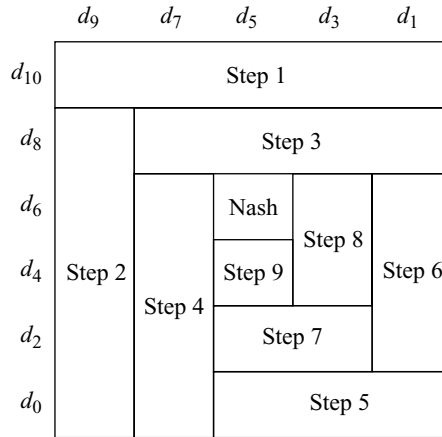 d₉ d₇ d₅ d₃ d₁
d₁₀ Step 1
d₈ Step 3
d₆ Nash
Step 8
d₄ Step 2 Step 9 Step 6
Step 4
d₂ Step 7
d₀ Step 5